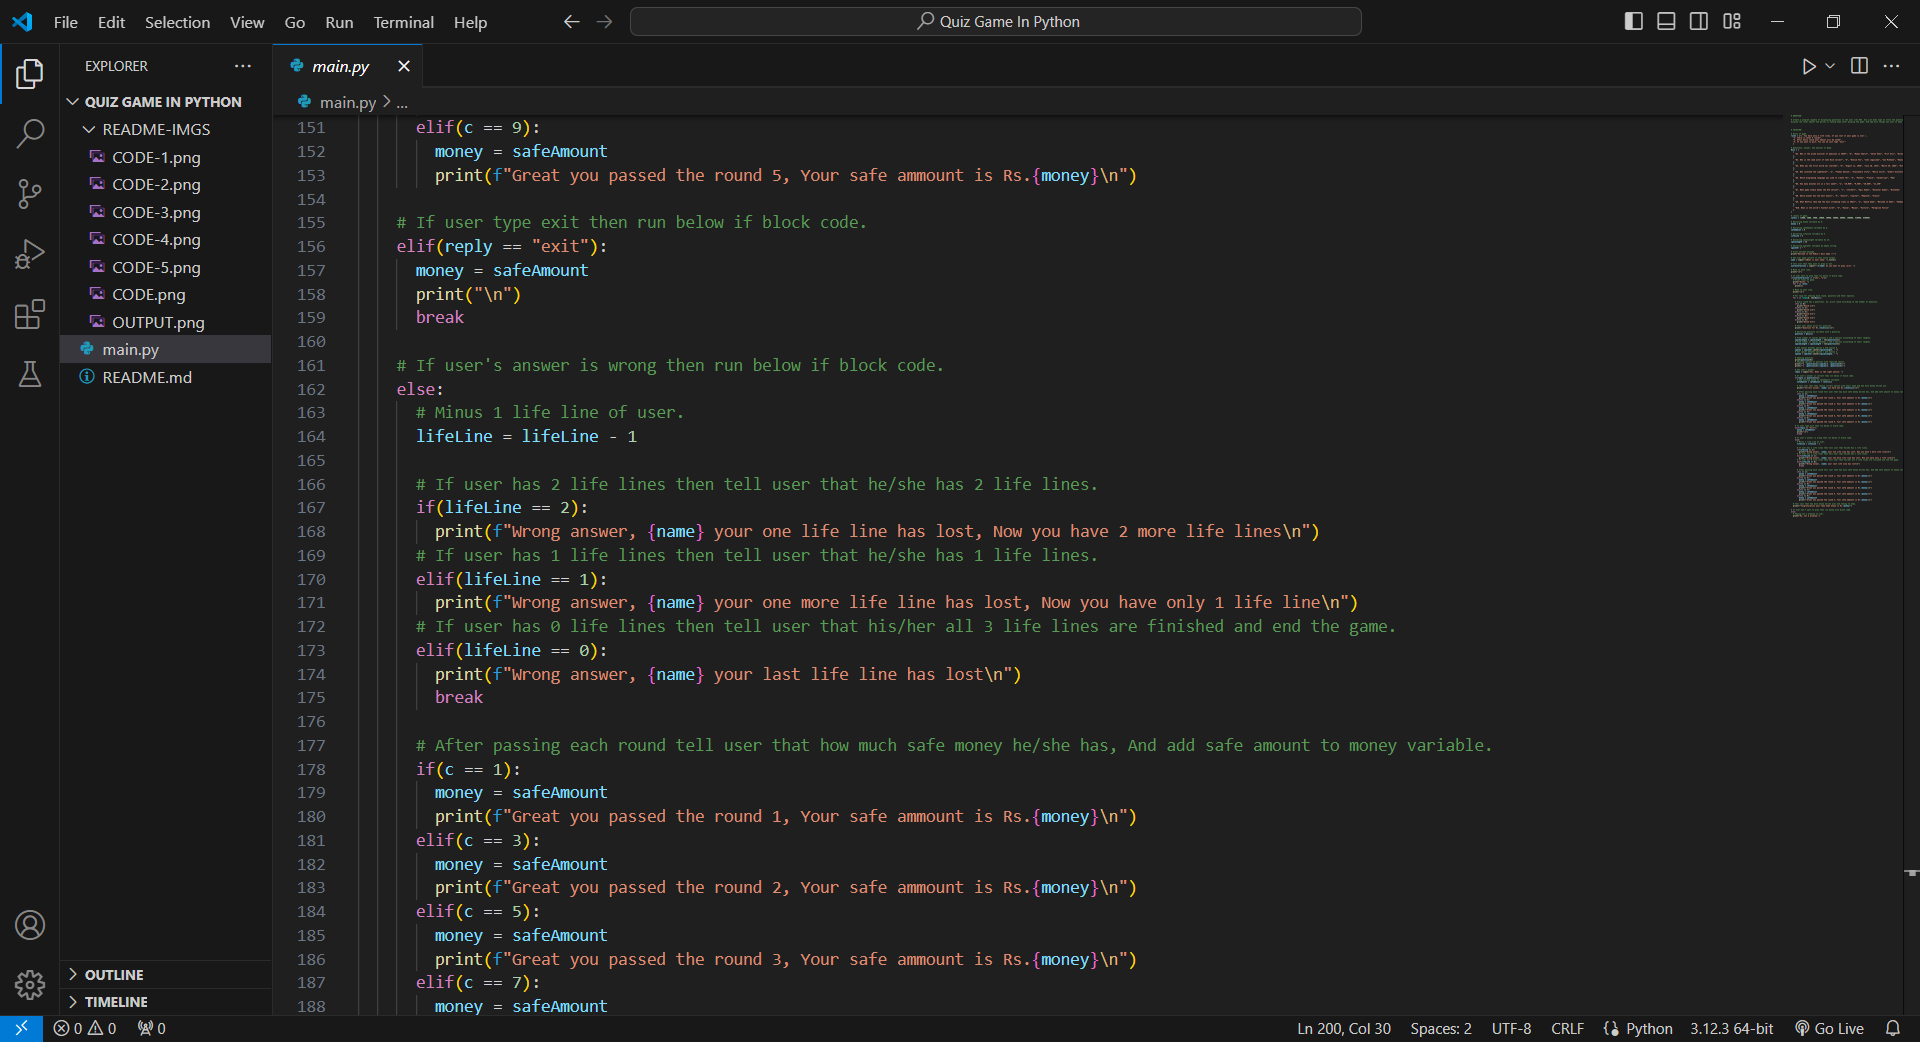 File Edit Selection View Go Run Terminal Help
Quiz Game In Python
EXPLORER
QUIZ GAME IN PYTHON
README-IMGS
CODE-1.png
CODE-2.png
CODE-3.png
CODE-4.png
CODE-5.png
CODE.png
OUTPUT.png
main.py
README.md
OUTLINE
TIMELINE
main.py
main.py > ...
151 elif(c == 9):
152 money = safeAmount
153 print(f"Great you passed the round 5, Your safe ammount is Rs.{money}\n")
154
155 # If user type exit then run below if block code.
156 elif(reply == "exit"):
157 money = safeAmount
158 print("\n")
159 break
160
161 # If user's answer is wrong then run below if block code.
162 else:
163 # Minus 1 life line of user.
164 lifeLine = lifeLine - 1
165
166 # If user has 2 life lines then tell user that he/she has 2 life lines.
167 if(lifeLine == 2):
168 print(f"Wrong answer, {name} your one life line has lost, Now you have 2 more life lines\n")
169 # If user has 1 life lines then tell user that he/she has 1 life lines.
170 elif(lifeLine == 1):
171 print(f"Wrong answer, {name} your one more life line has lost, Now you have only 1 life line\n")
172 # If user has 0 life lines then tell user that his/her all 3 life lines are finished and end the game.
173 elif(lifeLine == 0):
174 print(f"Wrong answer, {name} your last life line has lost\n")
175 break
176
177 # After passing each round tell user that how much safe money he/she has, And add safe amount to money variable.
178 if(c == 1):
179 money = safeAmount
180 print(f"Great you passed the round 1, Your safe ammount is Rs.{money}\n")
181 elif(c == 3):
182 money = safeAmount
183 print(f"Great you passed the round 2, Your safe ammount is Rs.{money}\n")
184 elif(c == 5):
185 money = safeAmount
186 print(f"Great you passed the round 3, Your safe ammount is Rs.{money}\n")
187 elif(c == 7):
188 money = safeAmount
0 0 0
Ln 200, Col 30 Spaces: 2 UTF-8 CRLF Python 3.12.3 64-bit Go Live